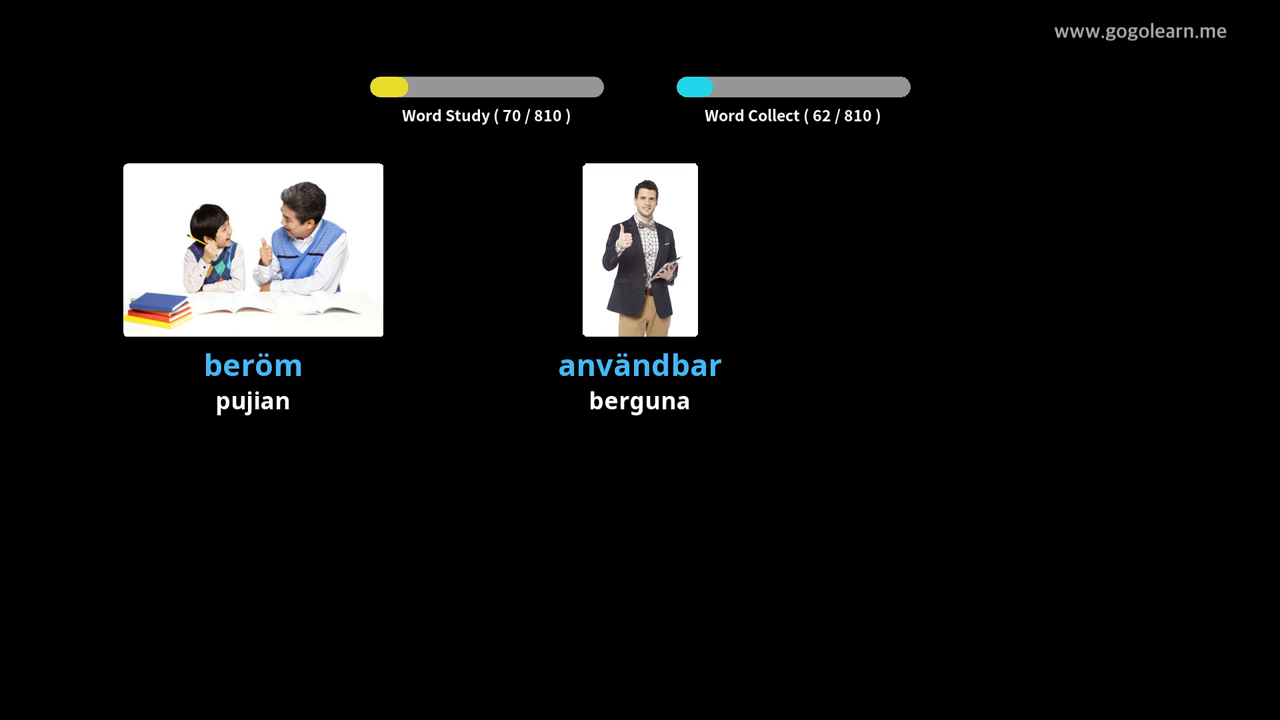 www.gogolearn.me
Word Study ( 70 / 810 )
Word Collect ( 62 / 810 )
beröm
pujian
användbar
berguna